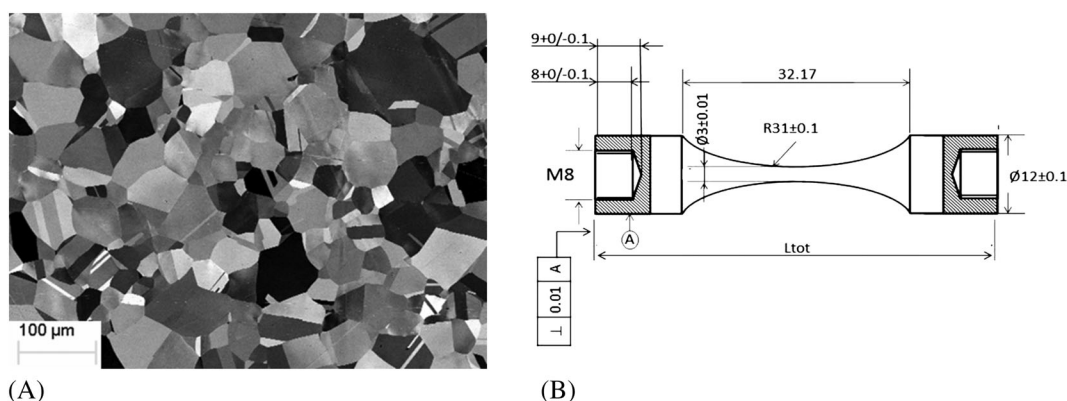 100 µm
(A)
9+0/-0.1
8+0/-0.1
32.17
Ø3±0.01
R31±0.1
M8
Ø12±0.1
A
Ltot
⊥ 0.01 A
(B)